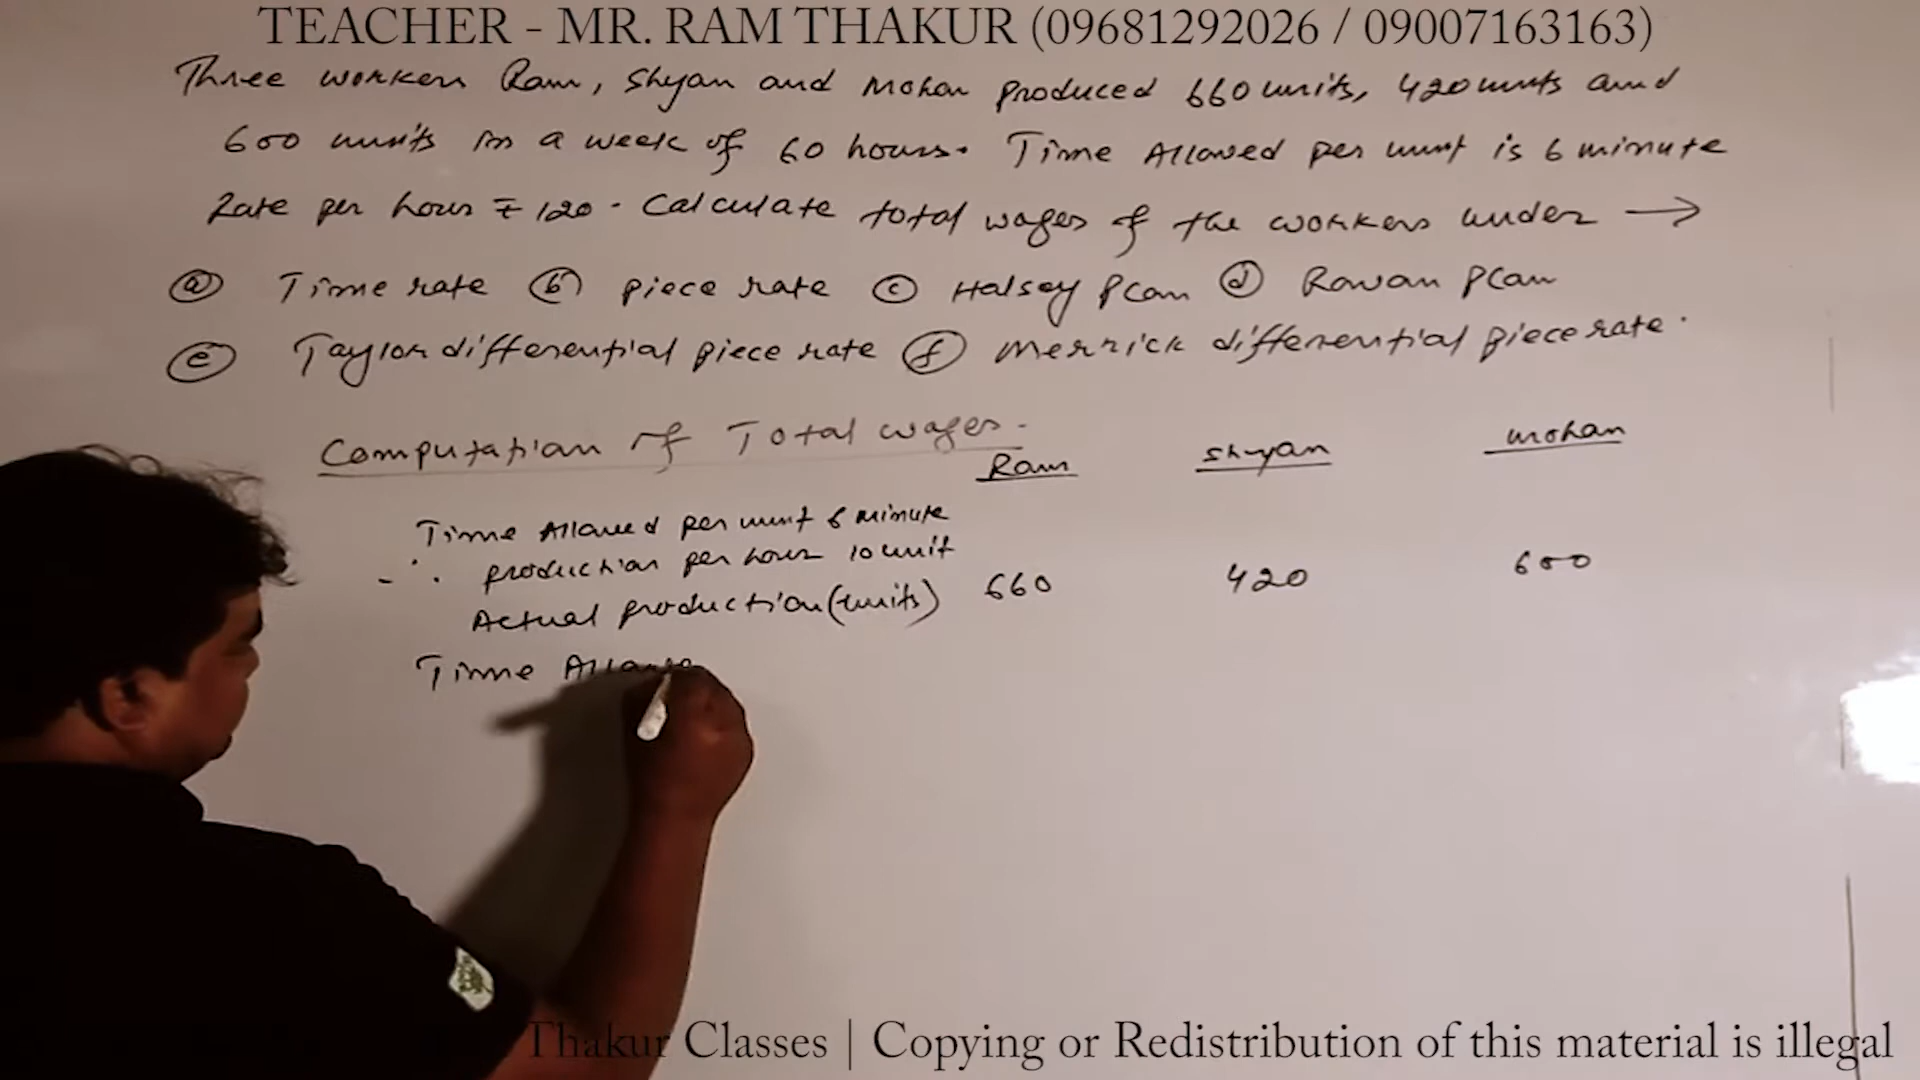 TEACHER - MR. RAM THAKUR (09681292026 / 09007163163)
Three workers Ram, Shyam and Mohan produced 660 units, 420 units and
600 units in a week of 60 hours. Time Allowed per unit is 6 minute
Rate per hour ₹ 120. Calculate total wages of the workers under →
(a) Time rate (b) piece rate (c) Halsey Plan (d) Rowan Plan
(e) Taylor differential piece rate (f) Merrick differential piece rate.
Computation of Total wages.
Ram Shyam Mohan
Time Allowed per unit 6 minute
∴ production per hour 10 unit
Actual production (units) 660 420 600
Time Allowe
Thakur Classes | Copying or Redistribution of this material is illegal